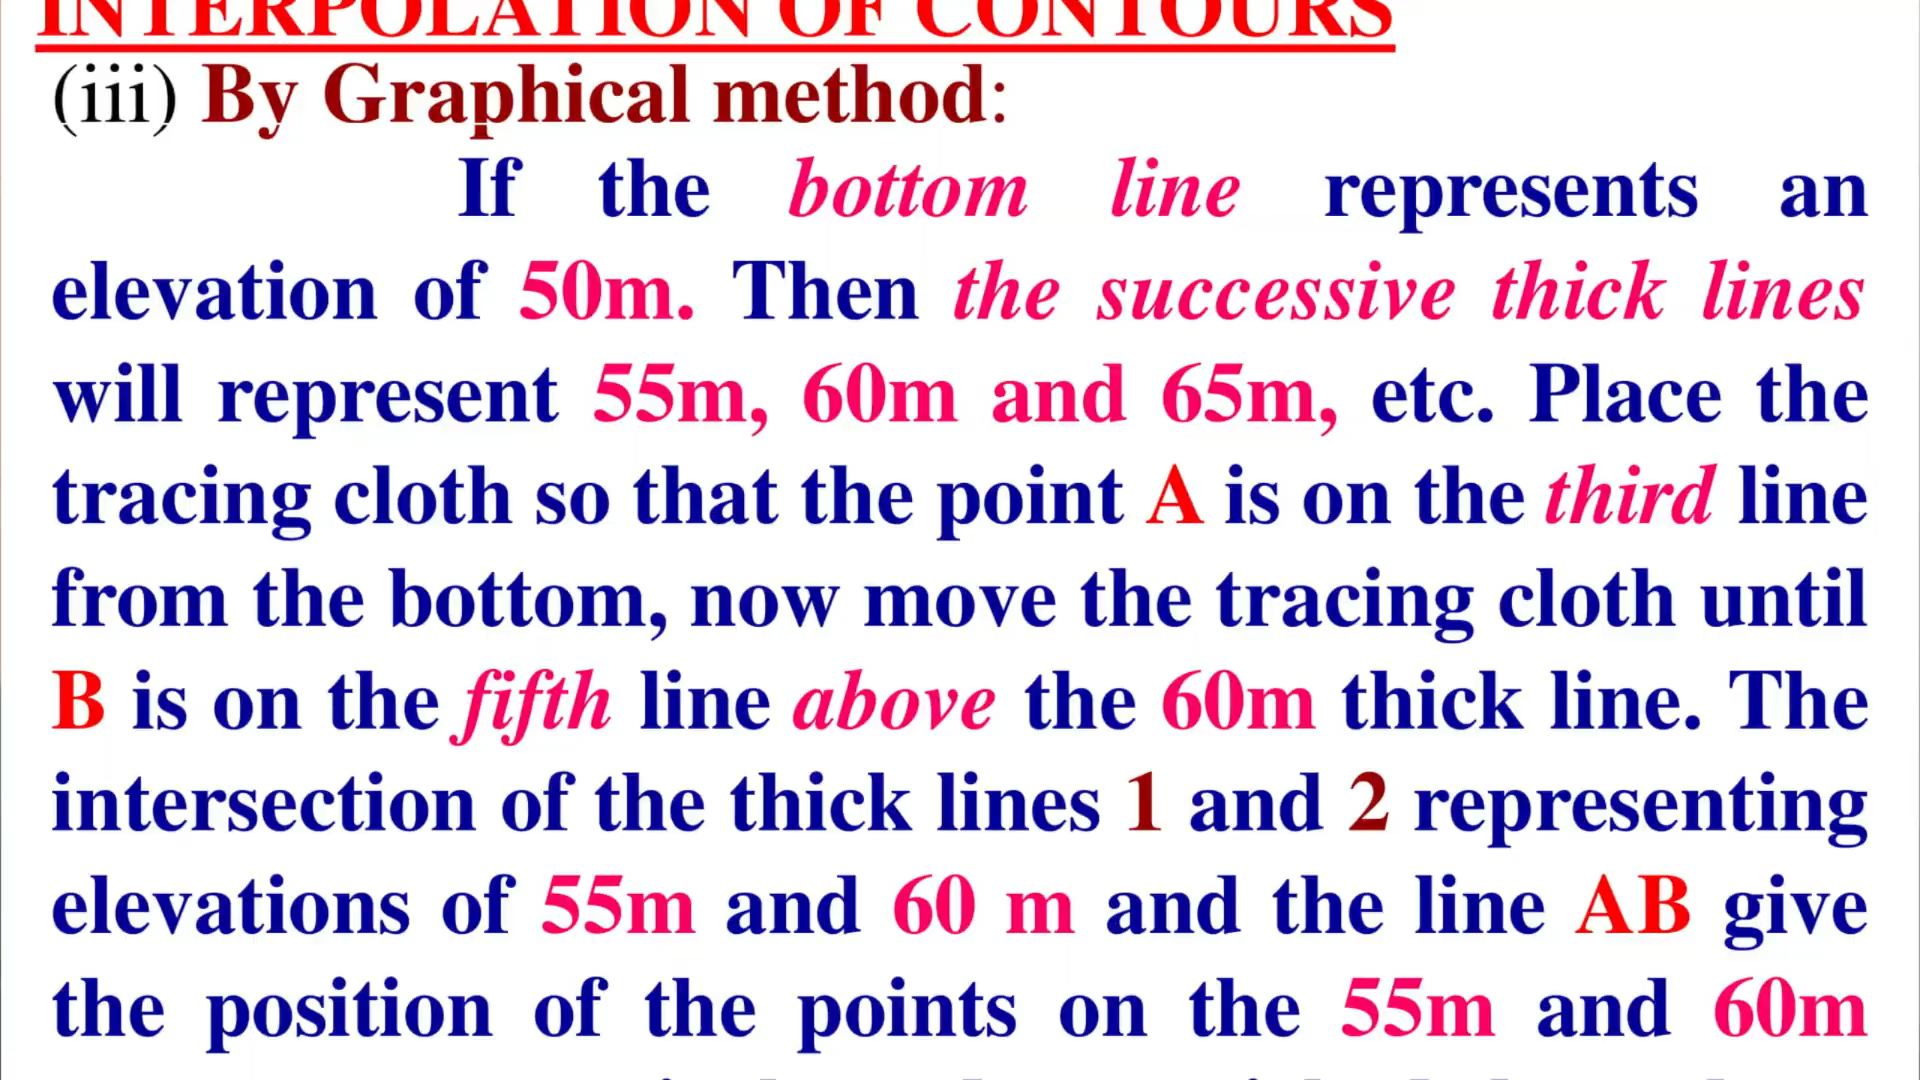 INTERPOLATION OF CONTOURS
(iii) By Graphical method:
If the bottom line represents an
elevation of 50m. Then the successive thick lines
will represent 55m, 60m and 65m, etc. Place the
tracing cloth so that the point A is on the third line
from the bottom, now move the tracing cloth until
B is on the fifth line above the 60m thick line. The
intersection of the thick lines 1 and 2 representing
elevations of 55m and 60 m and the line AB give
the position of the points on the 55m and 60m